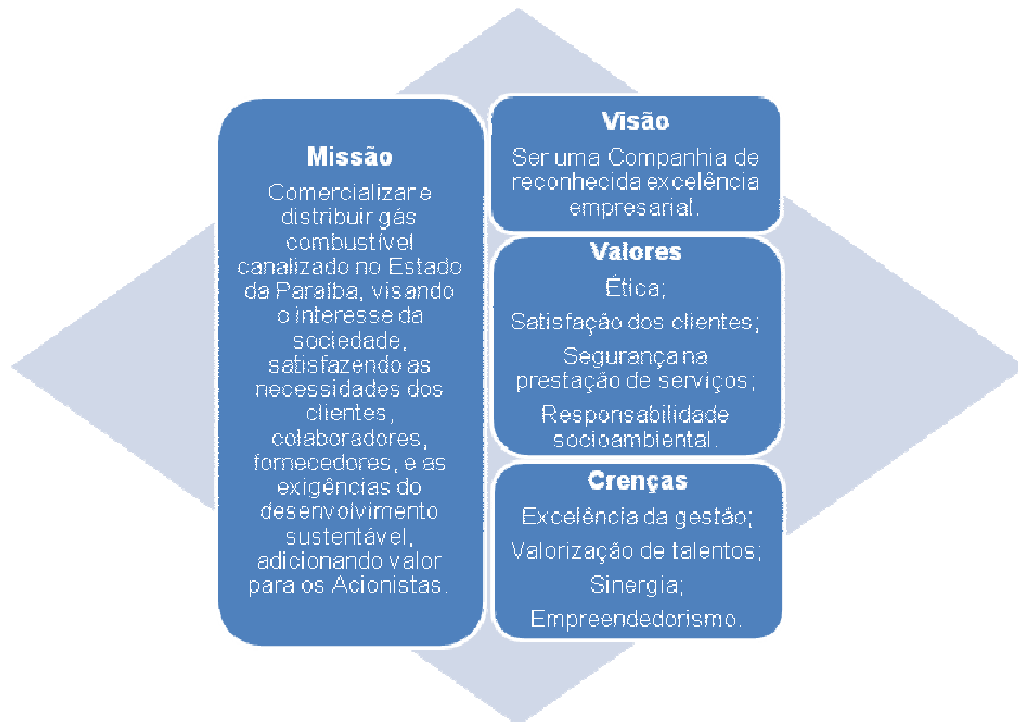 Missão
Comercializar e
distribuir gás
combustível
canalizado no Estado
da Paraíba, visando
o interesse da
sociedade,
satisfazendo as
necessidades dos
clientes,
colaboradores,
fornecedores, e as
exigências do
desenvolvimento
sustentável,
adicionando valor
para os Acionistas.
Visão
Ser uma Companhia de
reconhecida excelência
empresarial.
Valores
Ética;
Satisfação dos clientes;
Segurança na
prestação de serviços;
Responsabilidade
socioambiental.
Crenças
Excelência da gestão;
Valorização de talentos;
Sinergia;
Empreendedorismo.